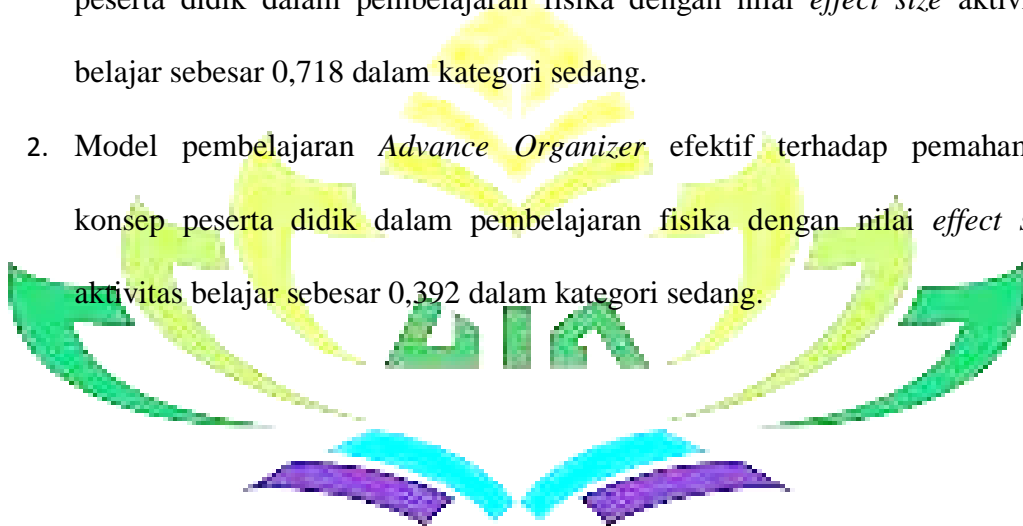 peserta didik dalam pembelajaran fisika dengan nilai effect size
belajar sebesar 0,718 dalam kategori sedang.
2. Model pembelajaran Advance Organizer efektif terhadap
konsep peserta didik dalam pembelajaran fisika dengan nilai effect
aktivitas belajar sebesar 0,392 dalam kategori sedang.